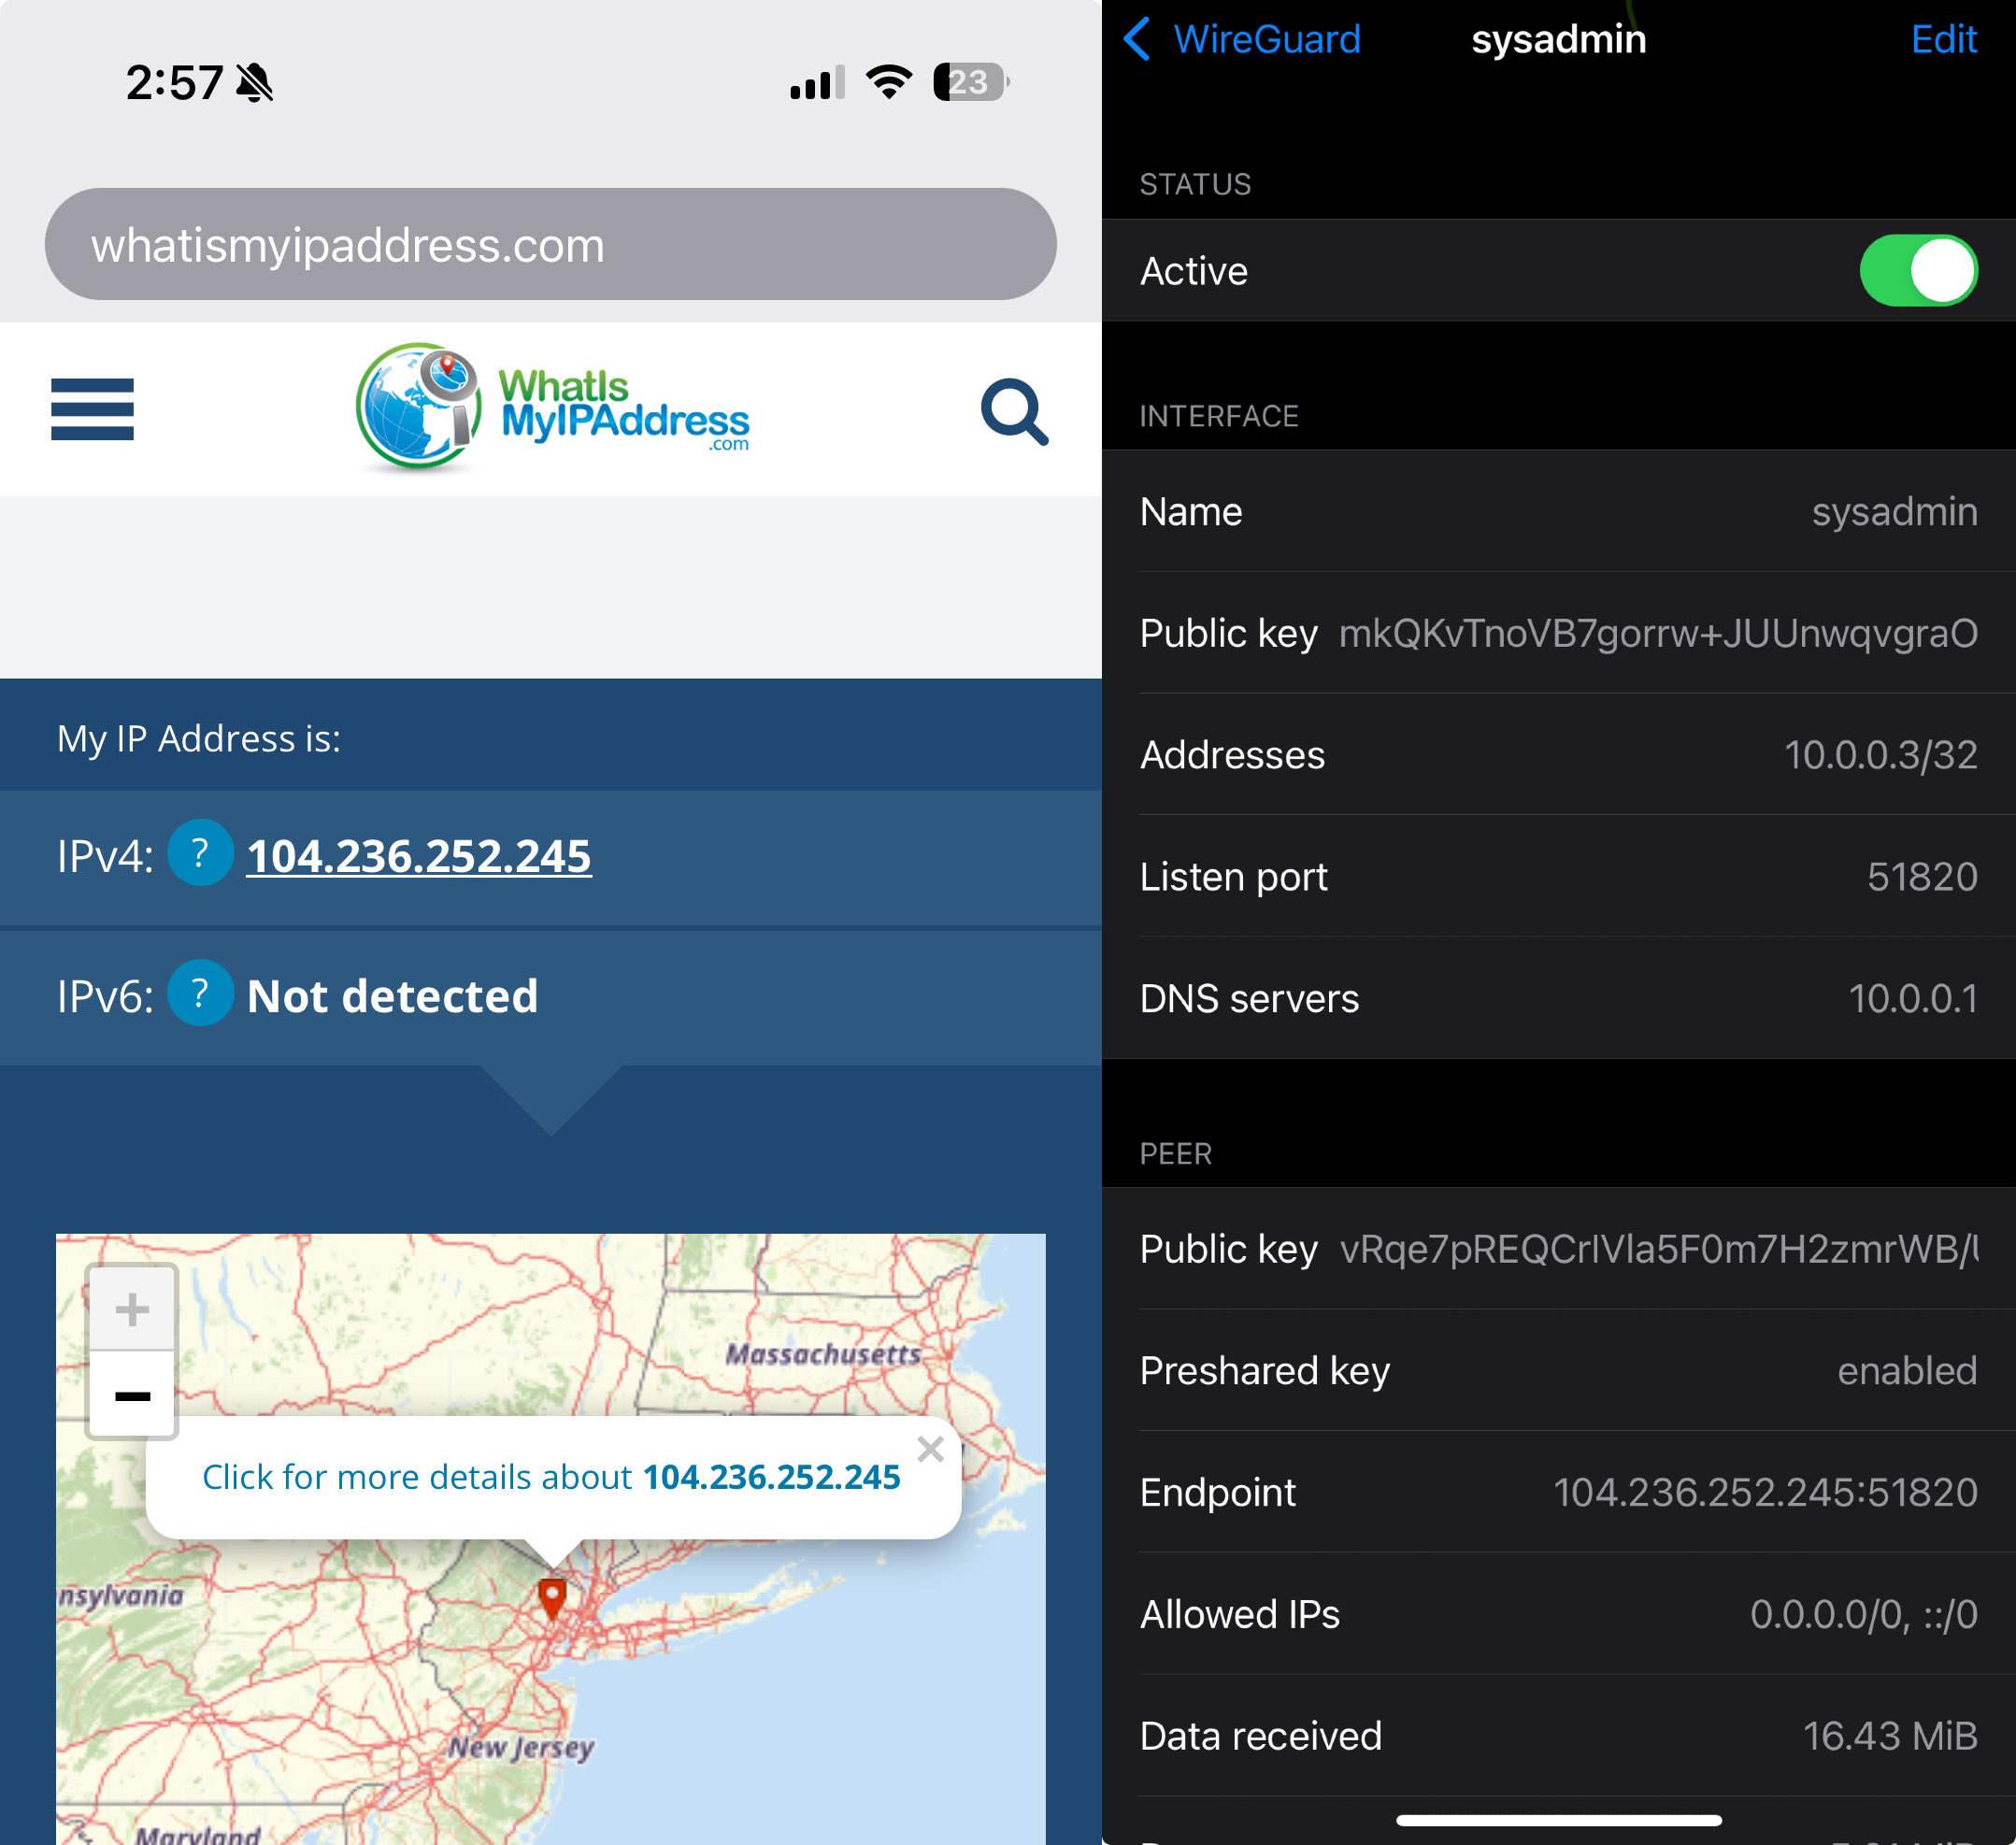 2:57
23
whatismyipaddress.com
WhatIs
MyIPAddress
.com
My IP Address is:
IPv4: ? 104.236.252.245
IPv6: ? Not detected
+
−
Massachusetts
Click for more details about 104.236.252.245 ×
nsylvania
New Jersey
Maryland
WireGuard sysadmin Edit
STATUS
Active
INTERFACE
Name sysadmin
Public key mkQKvTnoVB7gorrw+JUUnwqvgraO
Addresses 10.0.0.3/32
Listen port 51820
DNS servers 10.0.0.1
PEER
Public key vRqe7pREQCrIVla5F0m7H2zmrWB/
Preshared key enabled
Endpoint 104.236.252.245:51820
Allowed IPs 0.0.0.0/0, ::/0
Data received 16.43 MiB